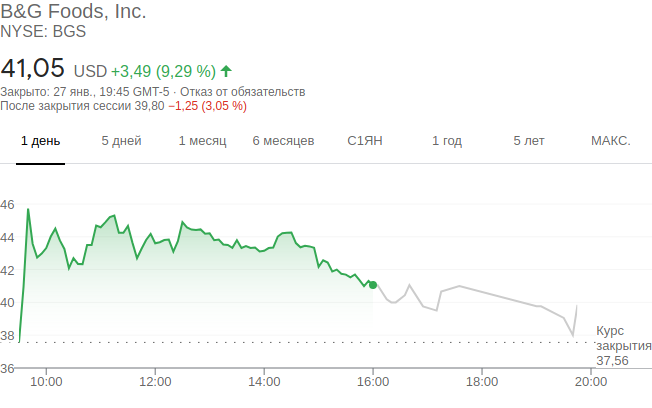 B&G Foods, Inc.
NYSE: BGS
41,05 USD +3,49 (9,29 %)
Закрыто: 27 янв., 19:45 GMT-5 · Отказ от обязательств
После закрытия сессии 39,80 −1,25 (3,05 %)
1 день 5 дней 1 месяц 6 месяцев С1ЯН 1 год 5 лет МАКС.
46
44
42
40
38
36
Курс
закрытия
37,56
10:00 12:00 14:00 16:00 18:00 20:00